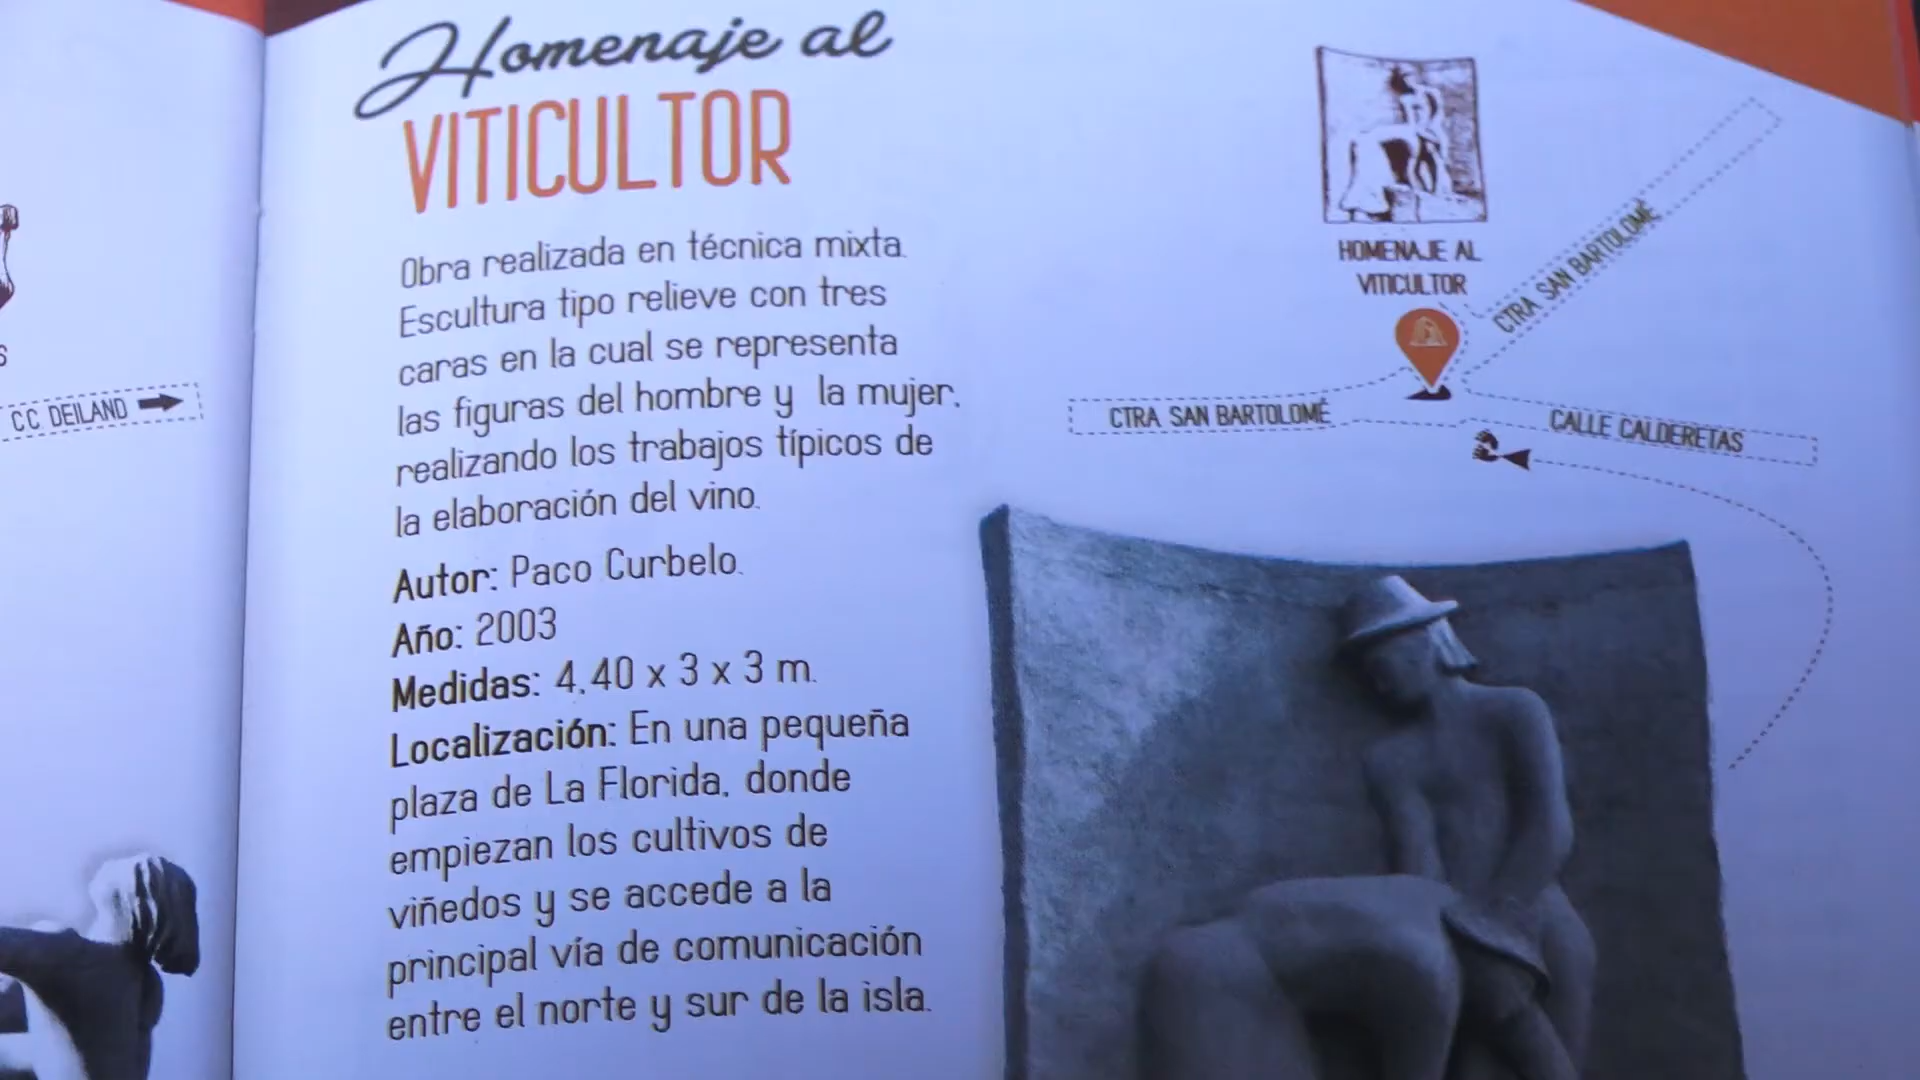 Homenaje al
VITICULTOR
Obra realizada en técnica mixta.
Escultura tipo relieve con tres
caras en la cual se representa
las figuras del hombre y la mujer,
realizando los trabajos típicos de
la elaboración del vino.
Autor: Paco Curbelo.
Año: 2003
Medidas: 4,40 x 3 x 3 m.
Localización: En una pequeña
plaza de La Florida, donde
empiezan los cultivos de
viñedos y se accede a la
principal vía de comunicación
entre el norte y sur de la isla.
HOMENAJE AL
VITICULTOR
CTRA SAN BARTOLOMÉ
CTRA SAN BARTOLOMÉ
CALLE CALDERETAS
S
CC DEILAND